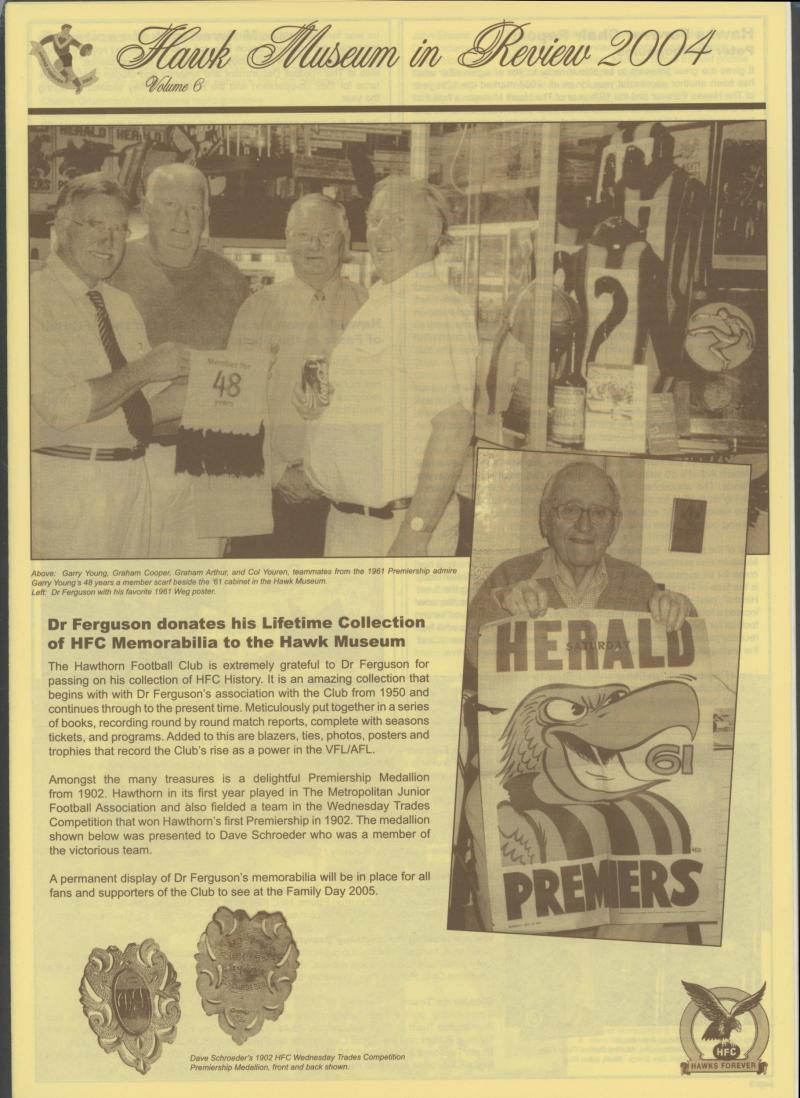 Hawk Museum in Review 2004
Volume 6
HERALD
HERALD
Member for
48
years
2
Above: Garry Young, Graham Cooper, Graham Arthur, and Col Youren, teammates from the 1961 Premiership admire
Garry Young's 48 years a member scarf beside the '61 cabinet in the Hawk Museum.
Left: Dr Ferguson with his favorite 1961 Weg poster.
Dr Ferguson donates his Lifetime Collection
of HFC Memorabilia to the Hawk Museum
The Hawthorn Football Club is extremely grateful to Dr Ferguson for
passing on his collection of HFC History. It is an amazing collection that
begins with with Dr Ferguson's association with the Club from 1950 and
continues through to the present time. Meticulously put together in a series
of books, recording round by round match reports, complete with seasons
tickets, and programs. Added to this are blazers, ties, photos, posters and
trophies that record the Club's rise as a power in the VFL/AFL.
Amongst the many treasures is a delightful Premiership Medallion
from 1902. Hawthorn in its first year played in The Metropolitan Junior
Football Association and also fielded a team in the Wednesday Trades
Competition that won Hawthorn's first Premiership in 1902. The medallion
shown below was presented to Dave Schroeder who was a member of
the victorious team.
A permanent display of Dr Ferguson's memorabilia will be in place for all
fans and supporters of the Club to see at the Family Day 2005.
HERALD
SATURDAY
61
PREMIERS
Dave Schroeder's 1902 HFC Wednesday Trades Competition
Premiership Medallion, front and back shown.
HFC
HAWKS FOREVER